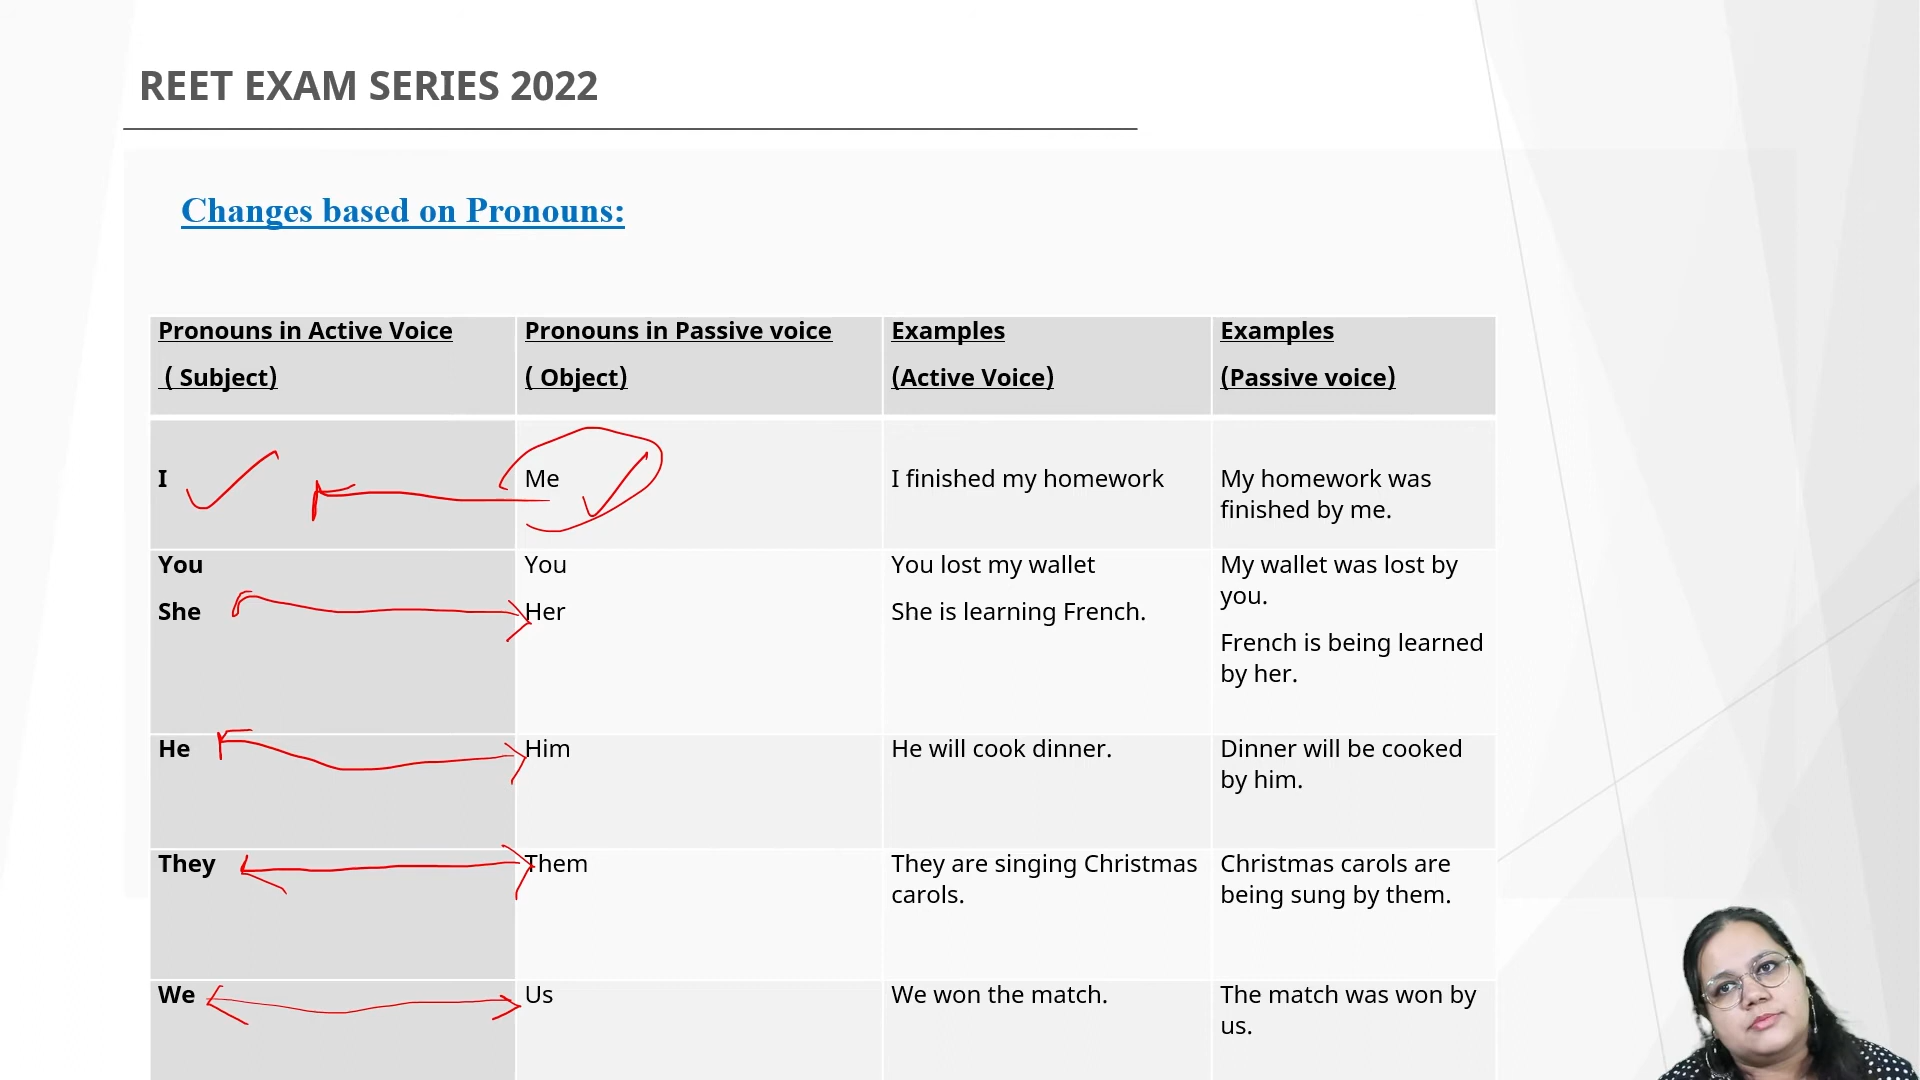 REET EXAM SERIES 2022
Changes based on Pronouns:
Pronouns in Active Voice
( Subject)
Pronouns in Passive voice
( Object)
Examples
(Active Voice)
Examples
(Passive voice)
I
Me
I finished my homework
My homework was
finished by me.
You
She
You
Her
You lost my wallet
She is learning French.
My wallet was lost by
you.
French is being learned
by her.
He
Him
He will cook dinner.
Dinner will be cooked
by him.
They
Them
They are singing Christmas
carols.
Christmas carols are
being sung by them.
We
Us
We won the match.
The match was won by
us.